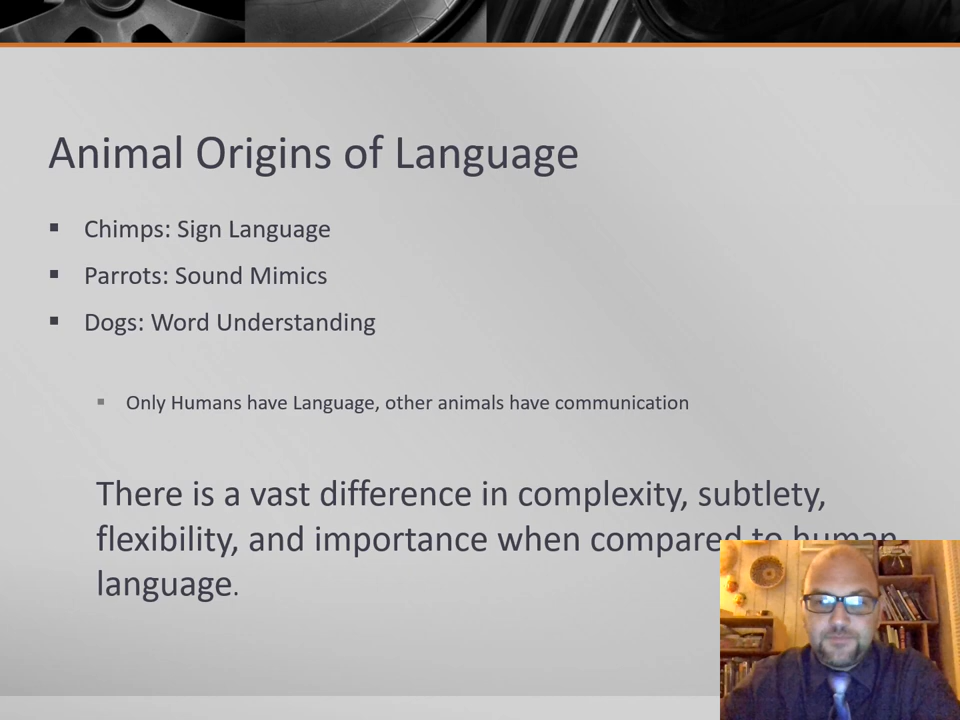 Animal Origins of Language
▪ Chimps: Sign Language
▪ Parrots: Sound Mimics
▪ Dogs: Word Understanding
▪ Only Humans have Language, other animals have communication
There is a vast difference in complexity, subtlety,
flexibility, and importance when compared to human
language.